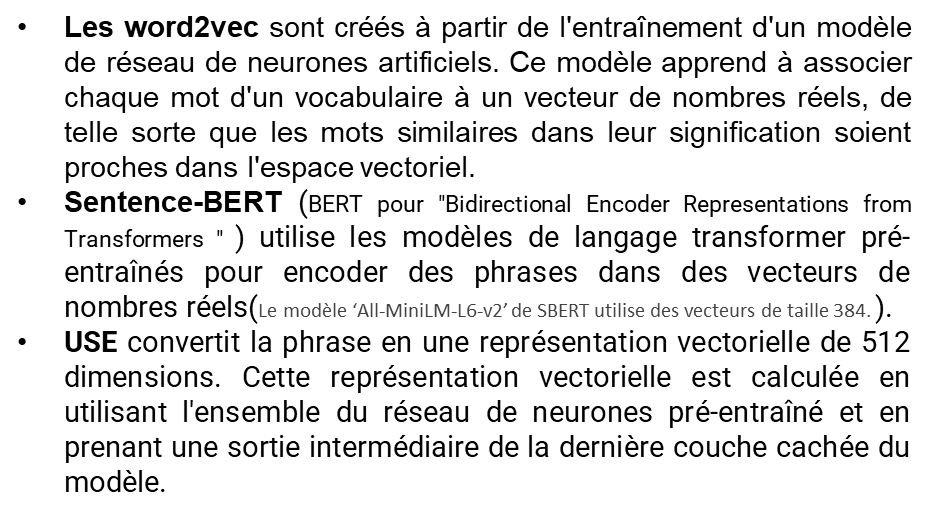 • Les word2vec sont créés à partir de l'entraînement d'un modèle
de réseau de neurones artificiels. Ce modèle apprend à associer
chaque mot d'un vocabulaire à un vecteur de nombres réels, de
telle sorte que les mots similaires dans leur signification soient
proches dans l'espace vectoriel.
• Sentence-BERT (BERT pour "Bidirectional Encoder Representations from
Transformers " ) utilise les modèles de langage transformer pré-
entraînés pour encoder des phrases dans des vecteurs de
nombres réels(Le modèle ‘All-MiniLM-L6-v2’ de SBERT utilise des vecteurs de taille 384. ).
• USE convertit la phrase en une représentation vectorielle de 512
dimensions. Cette représentation vectorielle est calculée en
utilisant l'ensemble du réseau de neurones pré-entraîné et en
prenant une sortie intermédiaire de la dernière couche cachée du
modèle.